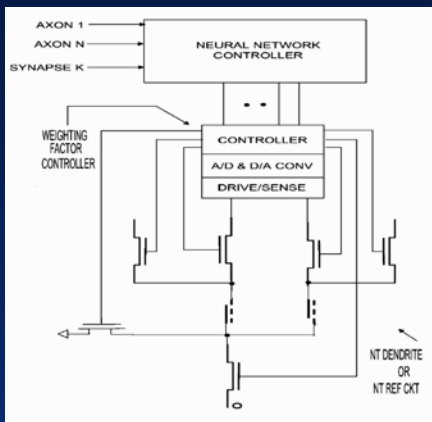 AXON 1
AXON N
SYNAPSE K
NEURAL NETWORK
CONTROLLER
WEIGHTING
FACTOR
CONTROLLER
CONTROLLER
A/D & D/A CONV
DRIVE/SENSE
NT DENDRITE
OR
NT REF CKT